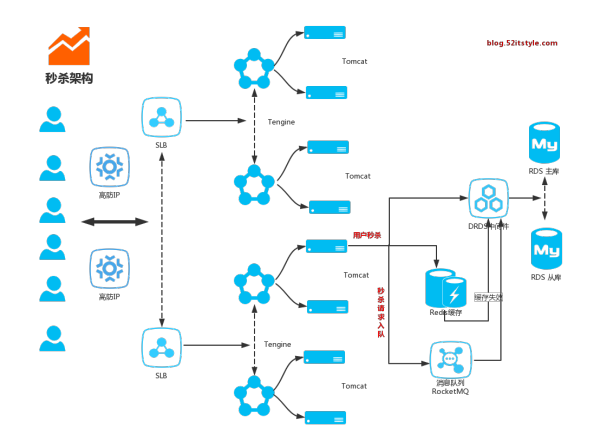 blog.52itstyle.com
秒杀架构
Tomcat
SLB
Tengine
My
RDS 主库
高防IP
Tomcat
DRDS中间件
用户秒杀
My
RDS 从库
高防IP
Tomcat
缓存失效
秒杀请求入队
Redis缓存
Tengine
SLB
消息队列
RocketMQ
Tomcat